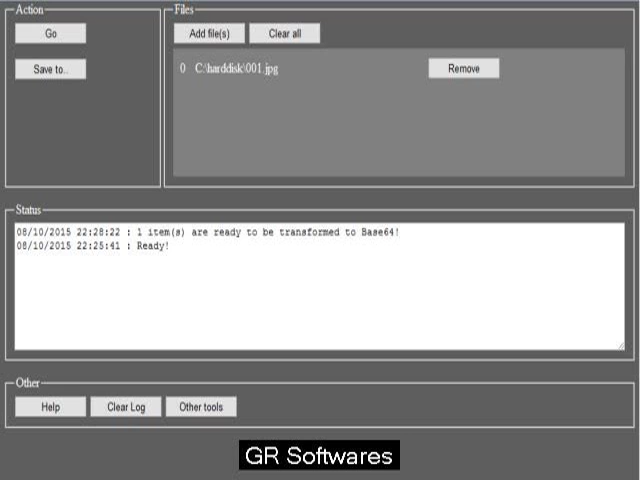 Action
Go
Save to..
Files
Add file(s) Clear all
0 C:\harddisk\001.jpg Remove
Status
08/10/2015 22:28:22 : 1 item(s) are ready to be transformed to Base64!
08/10/2015 22:25:41 : Ready!
Other
Help Clear Log Other tools
GR Softwares